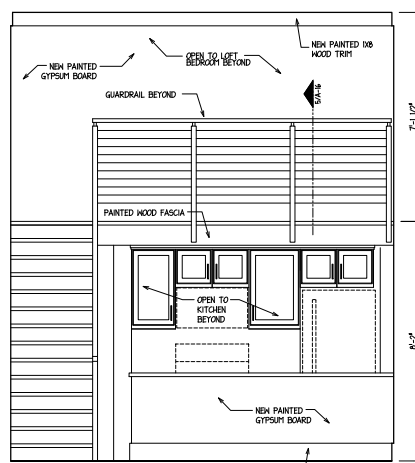 NEW PAINTED 1X8
WOOD TRIM
OPEN TO LOFT
BEDROOM BEYOND
NEW PAINTED
GYPSUM BOARD
GUARDRAIL BEYOND
5/A-16
7'-1 1/2"
PAINTED WOOD FASCIA
OPEN TO
KITCHEN
BEYOND
8'-2"
NEW PAINTED
GYPSUM BOARD